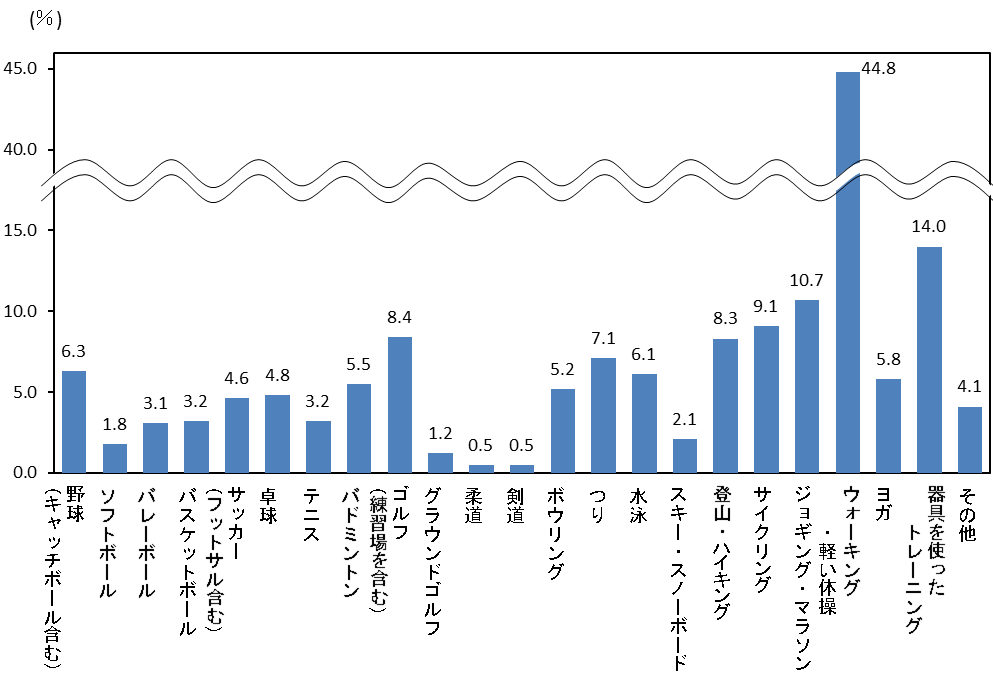 (％)
45.0
40.0
15.0
10.0
5.0
0.0
6.3
1.8
3.1
3.2
4.6
4.8
3.2
5.5
8.4
1.2
0.5
0.5
5.2
7.1
6.1
2.1
8.3
9.1
10.7
44.8
5.8
14.0
4.1
野球
（キャッチボール含む）
ソフトボール
バレーボール
バスケットボール
サッカー
（フットサル含む）
卓球
テニス
バドミントン
ゴルフ
（練習場を含む）
グラウンドゴルフ
柔道
剣道
ボウリング
つり
水泳
スキー・スノーボード
登山・ハイキング
サイクリング
ジョギング・マラソン
ウォーキング
・軽い体操
ヨガ
器具を使った
トレーニング
その他